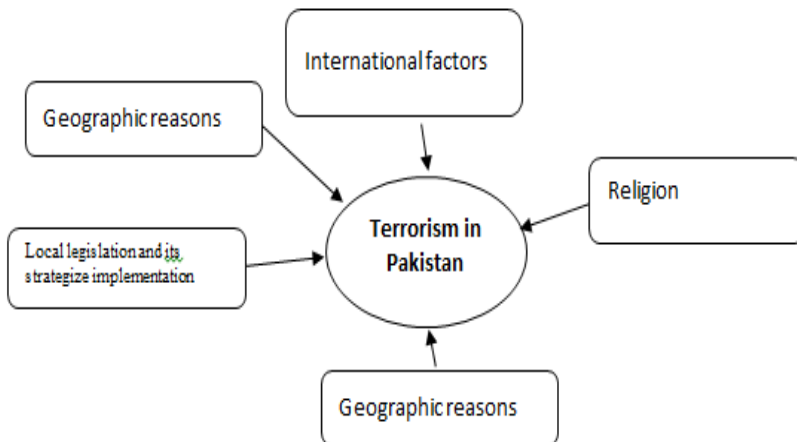 International factors
Geographic reasons
Religion
Terrorism in
Pakistan
Local legislation and its
strategize implementation
Geographic reasons